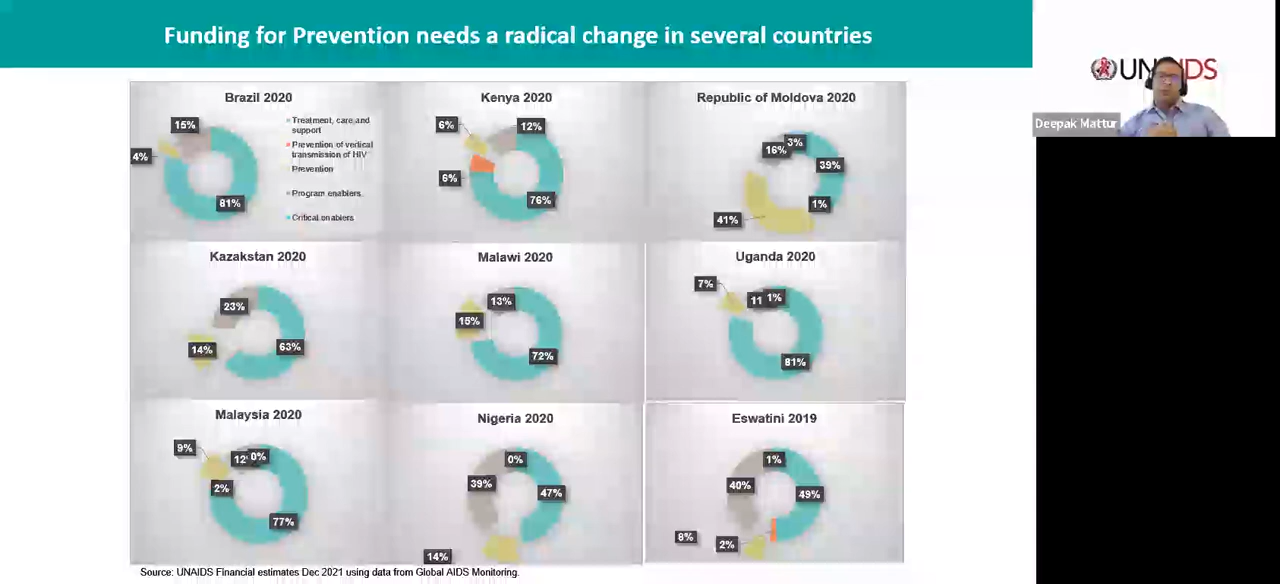 Funding for Prevention needs a radical change in several countries
UNAIDS
Deepak Mattur
Brazil 2020
15%
4%
81%
Treatment, care and
support
Prevention of vertical
transmission of HIV
Prevention
Program enablers
Critical enablers
Kenya 2020
6%
12%
6%
76%
Republic of Moldova 2020
3%
16%
39%
1%
41%
Kazakstan 2020
23%
14%
63%
Malawi 2020
13%
15%
72%
Uganda 2020
7%
11
1%
81%
Malaysia 2020
9%
12
0%
2%
77%
Nigeria 2020
0%
39%
47%
14%
Eswatini 2019
1%
40%
49%
8%
2%
Source: UNAIDS Financial estimates Dec 2021 using data from Global AIDS Monitoring.